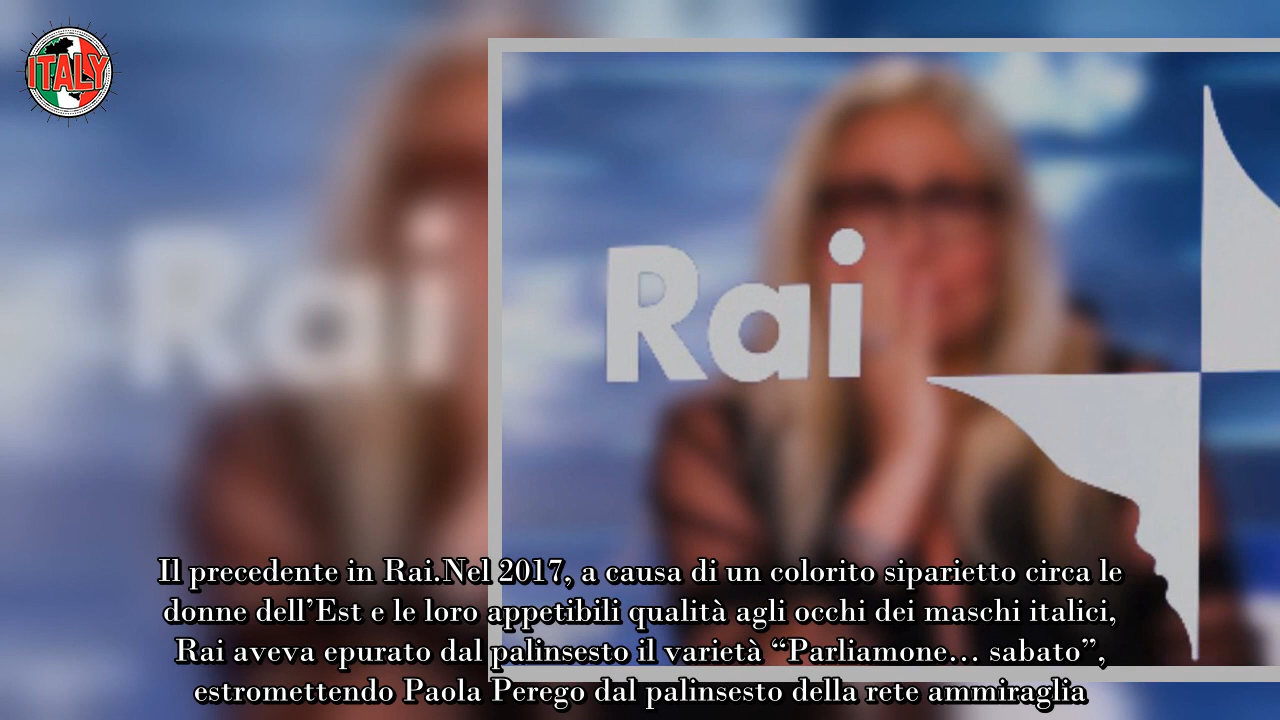 ITALY
Rai
Rai
Il precedente in Rai.Nel 2017, a causa di un colorito siparietto circa le
donne dell’Est e le loro appetibili qualità agli occhi dei maschi italici,
Rai aveva epurato dal palinsesto il varietà “Parliamone… sabato”,
estromettendo Paola Perego dal palinsesto della rete ammiraglia